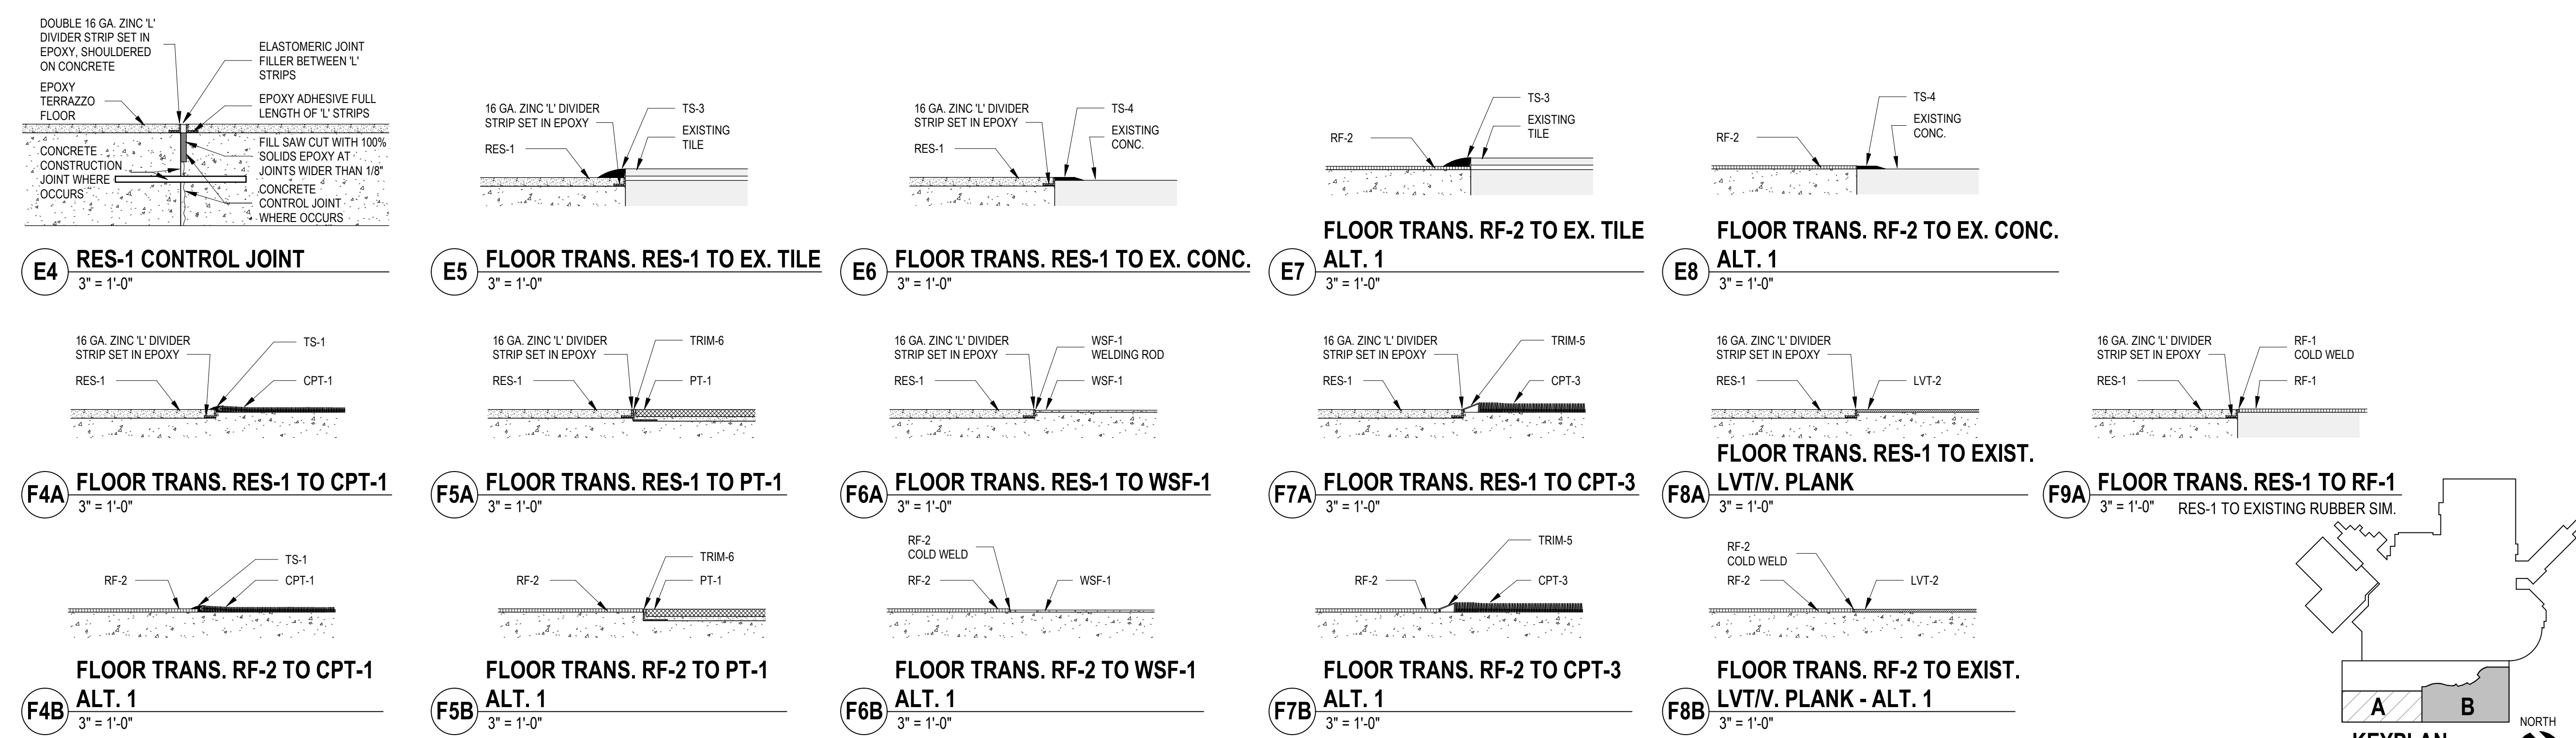 DOUBLE 16 GA. ZINC 'L'
DIVIDER STRIP SET IN
EPOXY, SHOULDERED
ON CONCRETE
EPOXY
TERRAZZO
FLOOR
CONCRETE
CONSTRUCTION
JOINT WHERE
OCCURS
ELASTOMERIC JOINT
FILLER BETWEEN 'L'
STRIPS
EPOXY ADHESIVE FULL
LENGTH OF 'L' STRIPS
FILL SAW CUT WITH 100%
SOLIDS EPOXY AT
JOINTS WIDER THAN 1/8"
CONCRETE
CONTROL JOINT
WHERE OCCURS
E4
RES-1 CONTROL JOINT
3" = 1'-0"
16 GA. ZINC 'L' DIVIDER
STRIP SET IN EPOXY
RES-1
TS-3
EXISTING
TILE
E5
FLOOR TRANS. RES-1 TO EX. TILE
3" = 1'-0"
16 GA. ZINC 'L' DIVIDER
STRIP SET IN EPOXY
RES-1
TS-4
EXISTING
CONC.
E6
FLOOR TRANS. RES-1 TO EX. CONC.
3" = 1'-0"
RF-2
TS-3
EXISTING
TILE
E7
FLOOR TRANS. RF-2 TO EX. TILE
ALT. 1
3" = 1'-0"
RF-2
TS-4
EXISTING
CONC.
E8
FLOOR TRANS. RF-2 TO EX. CONC.
ALT. 1
3" = 1'-0"
16 GA. ZINC 'L' DIVIDER
STRIP SET IN EPOXY
RES-1
TS-1
CPT-1
F4A
FLOOR TRANS. RES-1 TO CPT-1
3" = 1'-0"
16 GA. ZINC 'L' DIVIDER
STRIP SET IN EPOXY
RES-1
TRIM-6
PT-1
F5A
FLOOR TRANS. RES-1 TO PT-1
3" = 1'-0"
16 GA. ZINC 'L' DIVIDER
STRIP SET IN EPOXY
RES-1
WSF-1
WELDING ROD
WSF-1
F6A
FLOOR TRANS. RES-1 TO WSF-1
3" = 1'-0"
16 GA. ZINC 'L' DIVIDER
STRIP SET IN EPOXY
RES-1
TRIM-5
CPT-3
F7A
FLOOR TRANS. RES-1 TO CPT-3
3" = 1'-0"
16 GA. ZINC 'L' DIVIDER
STRIP SET IN EPOXY
RES-1
LVT-2
F8A
FLOOR TRANS. RES-1 TO EXIST.
LVT/V. PLANK
3" = 1'-0"
16 GA. ZINC 'L' DIVIDER
STRIP SET IN EPOXY
RES-1
RF-1
COLD WELD
RF-1
F9A
FLOOR TRANS. RES-1 TO RF-1
3" = 1'-0" RES-1 TO EXISTING RUBBER SIM.
RF-2
TS-1
CPT-1
F4B
FLOOR TRANS. RF-2 TO CPT-1
ALT. 1
3" = 1'-0"
RF-2
TRIM-6
PT-1
F5B
FLOOR TRANS. RF-2 TO PT-1
ALT. 1
3" = 1'-0"
RF-2
COLD WELD
RF-2
WSF-1
F6B
FLOOR TRANS. RF-2 TO WSF-1
ALT. 1
3" = 1'-0"
RF-2
TRIM-5
CPT-3
F7B
FLOOR TRANS. RF-2 TO CPT-3
ALT. 1
3" = 1'-0"
RF-2
COLD WELD
RF-2
LVT-2
F8B
FLOOR TRANS. RF-2 TO EXIST.
LVT/V. PLANK - ALT. 1
3" = 1'-0"
A
B
NORTH
KEYPLAN